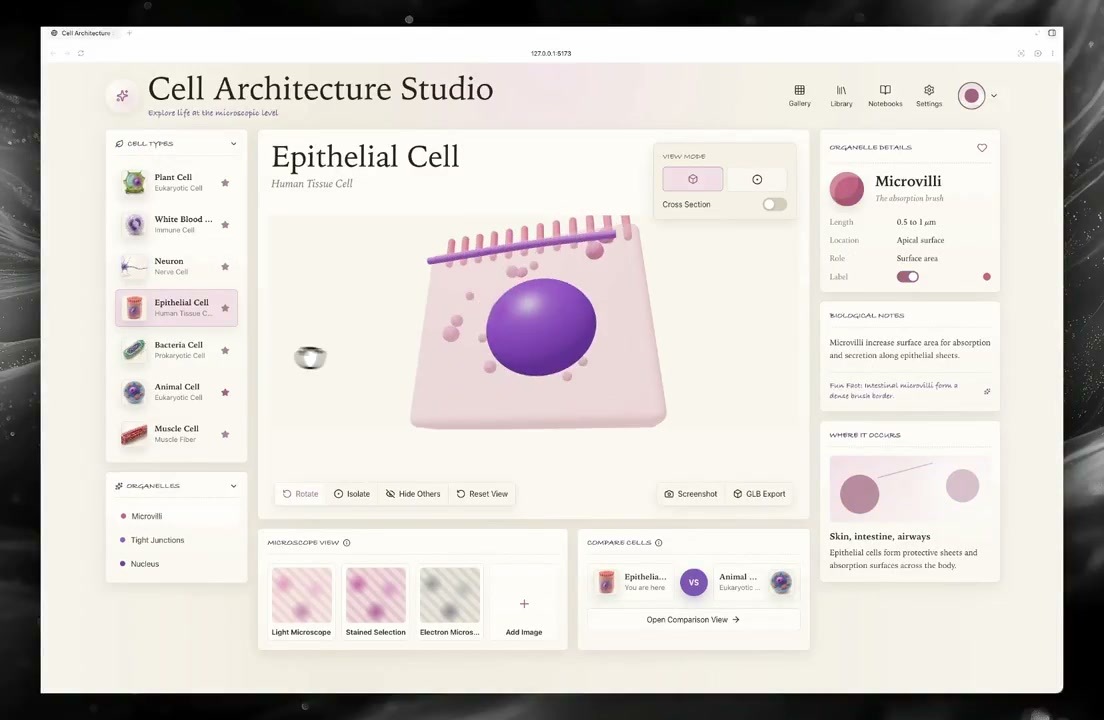 Cell Architecture
127.0.0.1:5173
Cell Architecture Studio
Explore life at the microscopic level
Gallery
Library
Notebooks
Settings
CELL TYPES
Plant Cell
Eukaryotic Cell
White Blood ...
Immune Cell
Neuron
Nerve Cell
Epithelial Cell
Human Tissue C...
Bacteria Cell
Prokaryotic Cell
Animal Cell
Eukaryotic Cell
Muscle Cell
Muscle Fiber
ORGANELLES
Microvilli
Tight Junctions
Nucleus
Epithelial Cell
Human Tissue Cell
VIEW MODE
Cross Section
Rotate
Isolate
Hide Others
Reset View
Screenshot
GLB Export
MICROSCOPE VIEW
Light Microscope
Stained Selection
Electron Micros...
Add Image
COMPARE CELLS
Epithelia...
You are here
VS
Animal ...
Eukaryotic ...
Open Comparison View
ORGANELLE DETAILS
Microvilli
The absorption brush
Length 0.5 to 1 µm
Location Apical surface
Role Surface area
Label
BIOLOGICAL NOTES
Microvilli increase surface area for absorption
and secretion along epithelial sheets.
Fun Fact: Intestinal microvilli form a
dense brush border.
WHERE IT OCCURS
Skin, intestine, airways
Epithelial cells form protective sheets and
absorption surfaces across the body.